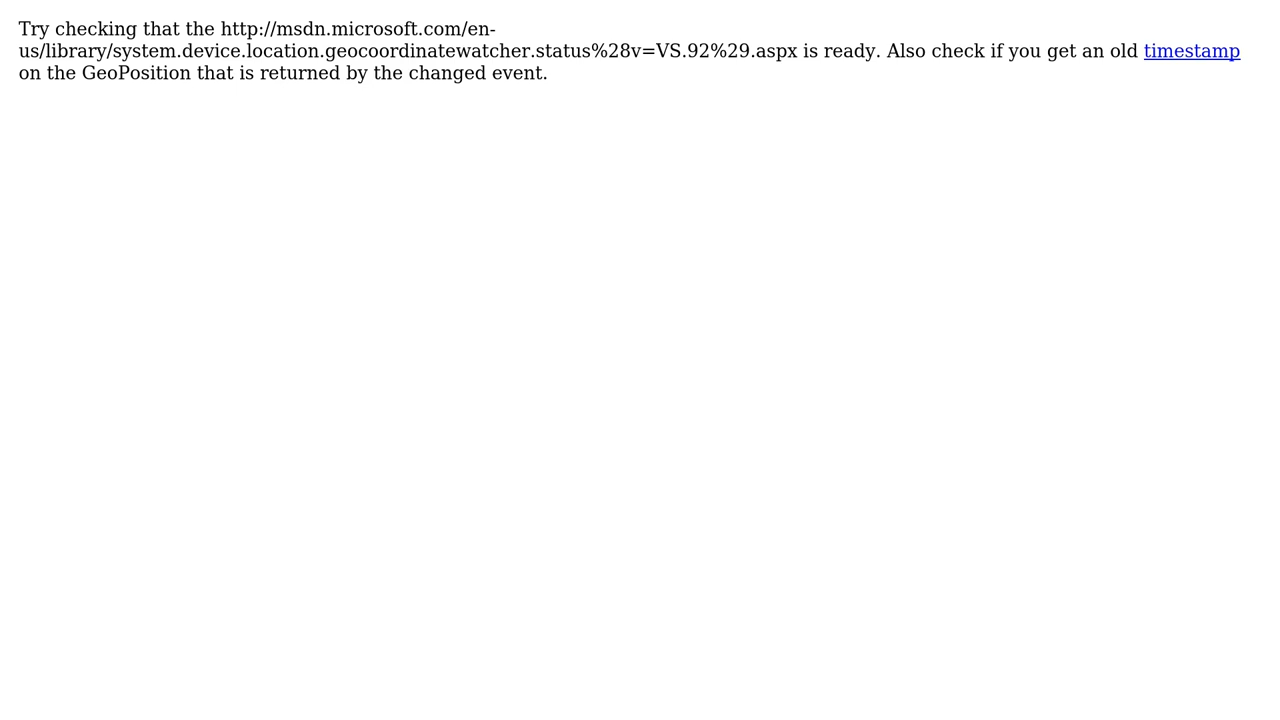 Try checking that the http://msdn.microsoft.com/en-
us/library/system.device.location.geocoordinatewatcher.status%28v=VS.92%29.aspx is ready. Also check if you get an old timestamp
on the GeoPosition that is returned by the changed event.